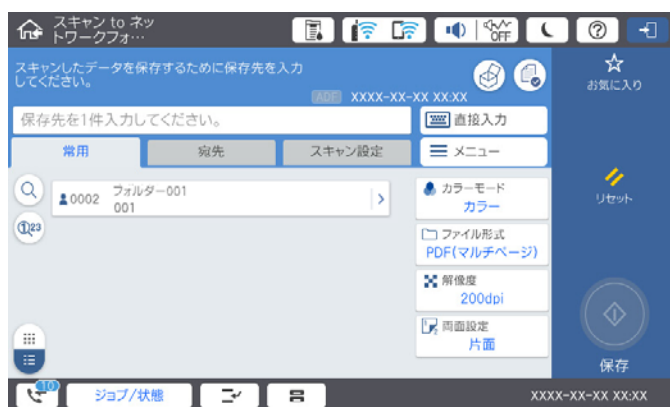 スキャン to ネッ
トワークフォ…
OFF
スキャンしたデータを保存するために保存先を入力
してください。
ADF XXXX-XX-XX XX:XX
お気に入り
保存先を1件入力してください。
直接入力
常用
宛先
スキャン設定
メニュー
0002
フォルダー001
001
カラーモード
カラー
リセット
123
ファイル形式
PDF(マルチページ)
解像度
200dpi
両面設定
片面
保存
10
ジョブ/状態
XXXX-XX-XX XX:XX